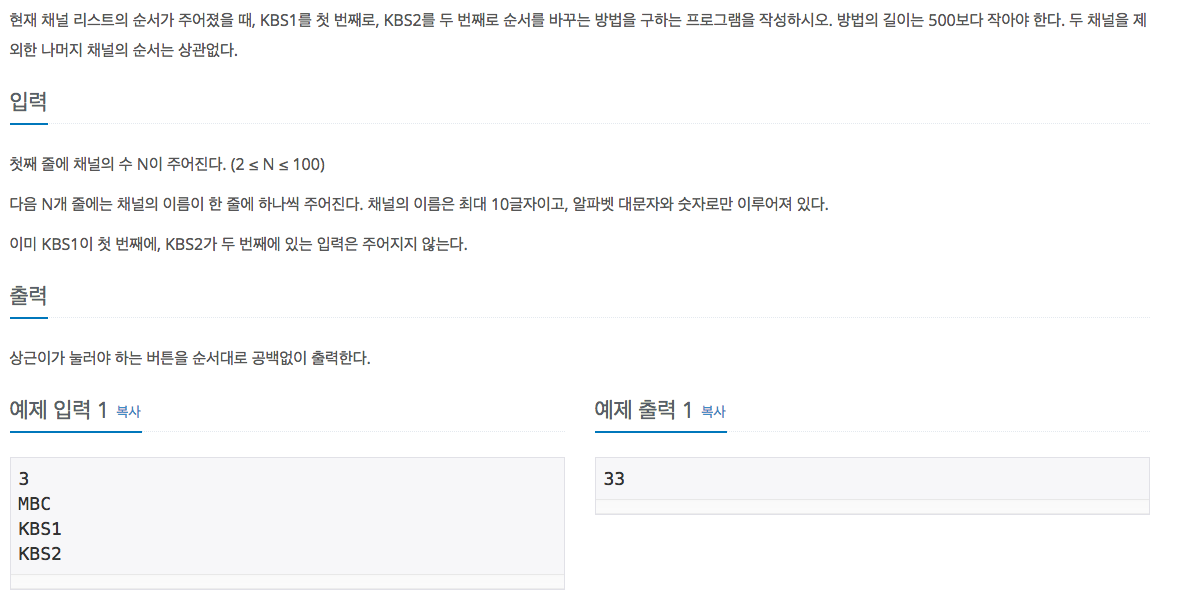 현재 채널 리스트의 순서가 주어졌을 때, KBS1를 첫 번째로, KBS2를 두 번째로 순서를 바꾸는 방법을 구하는 프로그램을 작성하시오. 방법의 길이는 500보다 작아야 한다. 두 채널을 제
외한 나머지 채널의 순서는 상관없다.
입력
첫째 줄에 채널의 수 N이 주어진다. (2 ≤ N ≤ 100)
다음 N개 줄에는 채널의 이름이 한 줄에 하나씩 주어진다. 채널의 이름은 최대 10글자이고, 알파벳 대문자와 숫자로만 이루어져 있다.
이미 KBS1이 첫 번째에, KBS2가 두 번째에 있는 입력은 주어지지 않는다.
출력
상근이가 눌러야 하는 버튼을 순서대로 공백없이 출력한다.
예제 입력 1 복사
3
MBC
KBS1
KBS2
예제 출력 1 복사
33